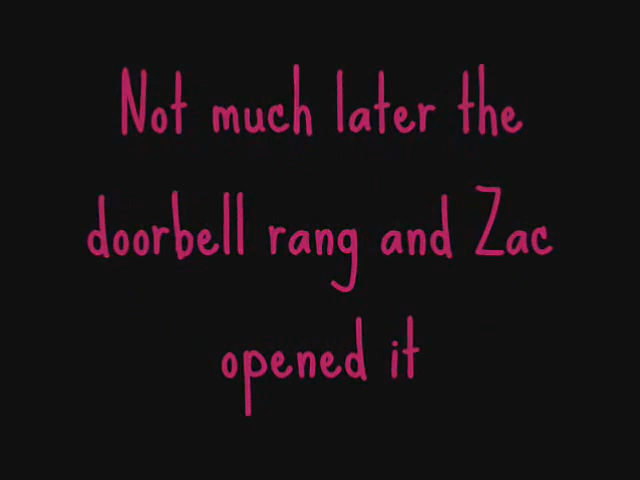 Not much later the
doorbell rang and Zac
opened it